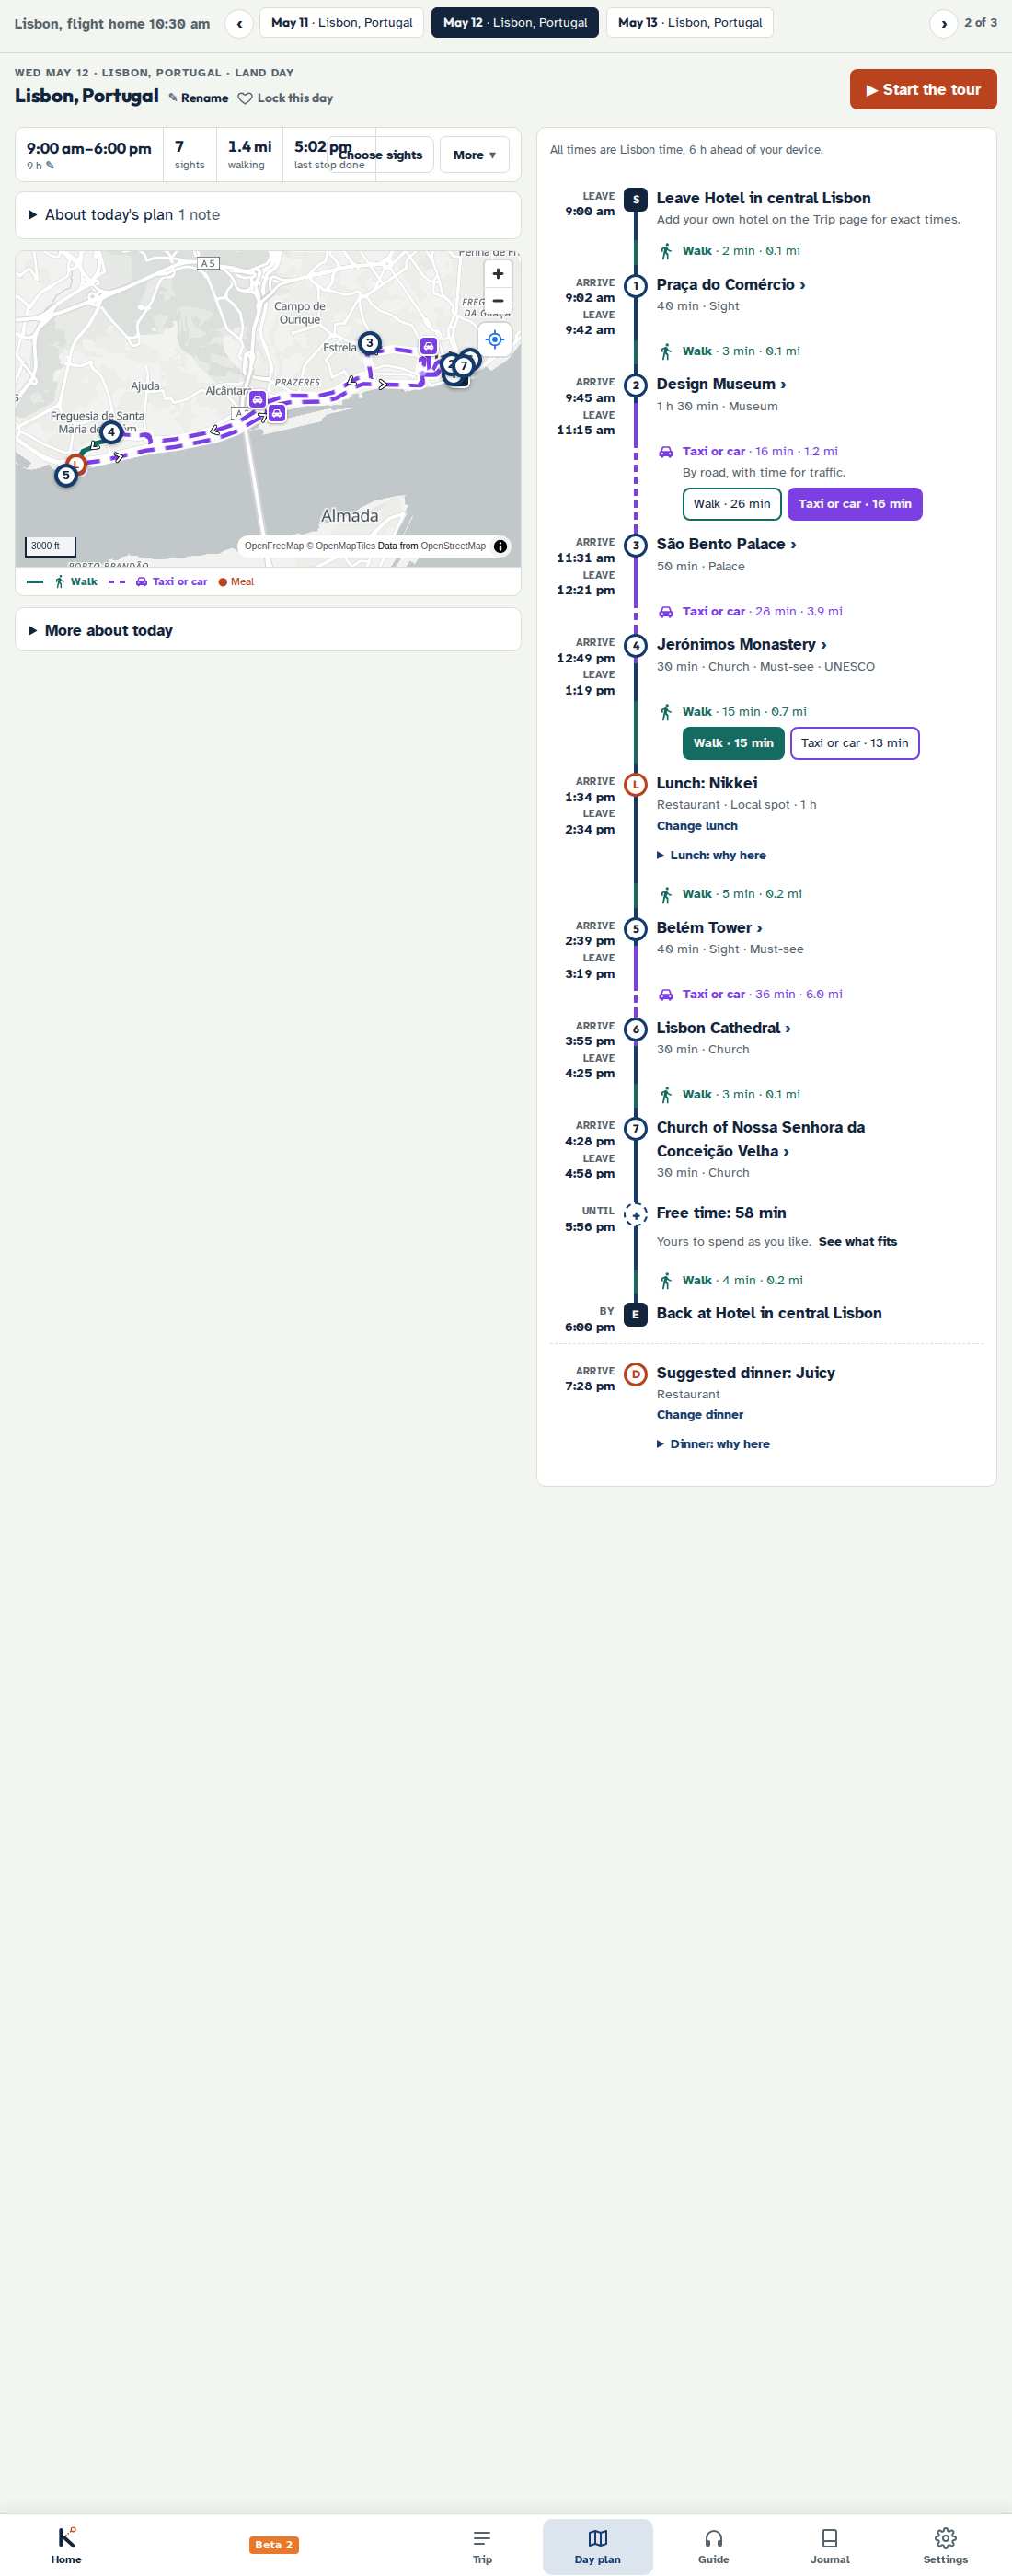 Lisbon, flight home 10:30 am
‹
May 11 · Lisbon, Portugal
May 12 · Lisbon, Portugal
May 13 · Lisbon, Portugal
›
2 of 3
WED MAY 12 · LISBON, PORTUGAL · LAND DAY
Lisbon, Portugal
✎ Rename
Lock this day
▶ Start the tour
9:00 am–6:00 pm
9 h ✎
7
sights
1.4 mi
walking
5:02 pm
last stop done
Choose sights
More ▾
▶ About today's plan 1 note
A 5
Campo de
Ourique
Estrela
PRAZERES
Ajuda
Freguesia de Santa
Almada
3
7
4
5
+
−
3000 ft
OpenFreeMap © OpenMapTiles Data from OpenStreetMap
Walk
Taxi or car
Meal
▶ More about today
All times are Lisbon time, 6 h ahead of your device.
LEAVE
9:00 am
S
Leave Hotel in central Lisbon
Add your own hotel on the Trip page for exact times.
Walk · 2 min · 0.1 mi
ARRIVE
9:02 am
LEAVE
9:42 am
1
Praça do Comércio ›
40 min · Sight
Walk · 3 min · 0.1 mi
ARRIVE
9:45 am
LEAVE
11:15 am
2
Design Museum ›
1 h 30 min · Museum
Taxi or car · 16 min · 1.2 mi
By road, with time for traffic.
Walk · 26 min
Taxi or car · 16 min
ARRIVE
11:31 am
LEAVE
12:21 pm
3
São Bento Palace ›
50 min · Palace
Taxi or car · 28 min · 3.9 mi
ARRIVE
12:49 pm
LEAVE
1:19 pm
4
Jerónimos Monastery ›
30 min · Church · Must-see · UNESCO
Walk · 15 min · 0.7 mi
Walk · 15 min
Taxi or car · 13 min
ARRIVE
1:34 pm
LEAVE
2:34 pm
L
Lunch: Nikkei
Restaurant · Local spot · 1 h
Change lunch
▶ Lunch: why here
Walk · 5 min · 0.2 mi
ARRIVE
2:39 pm
LEAVE
3:19 pm
5
Belém Tower ›
40 min · Sight · Must-see
Taxi or car · 36 min · 6.0 mi
ARRIVE
3:55 pm
LEAVE
4:25 pm
6
Lisbon Cathedral ›
30 min · Church
Walk · 3 min · 0.1 mi
ARRIVE
4:28 pm
LEAVE
4:58 pm
7
Church of Nossa Senhora da
Conceição Velha ›
30 min · Church
UNTIL
5:56 pm
+
Free time: 58 min
Yours to spend as you like. See what fits
Walk · 4 min · 0.2 mi
BY
6:00 pm
E
Back at Hotel in central Lisbon
ARRIVE
7:28 pm
D
Suggested dinner: Juicy
Restaurant
Change dinner
▶ Dinner: why here
Home
Beta 2
Trip
Day plan
Guide
Journal
Settings